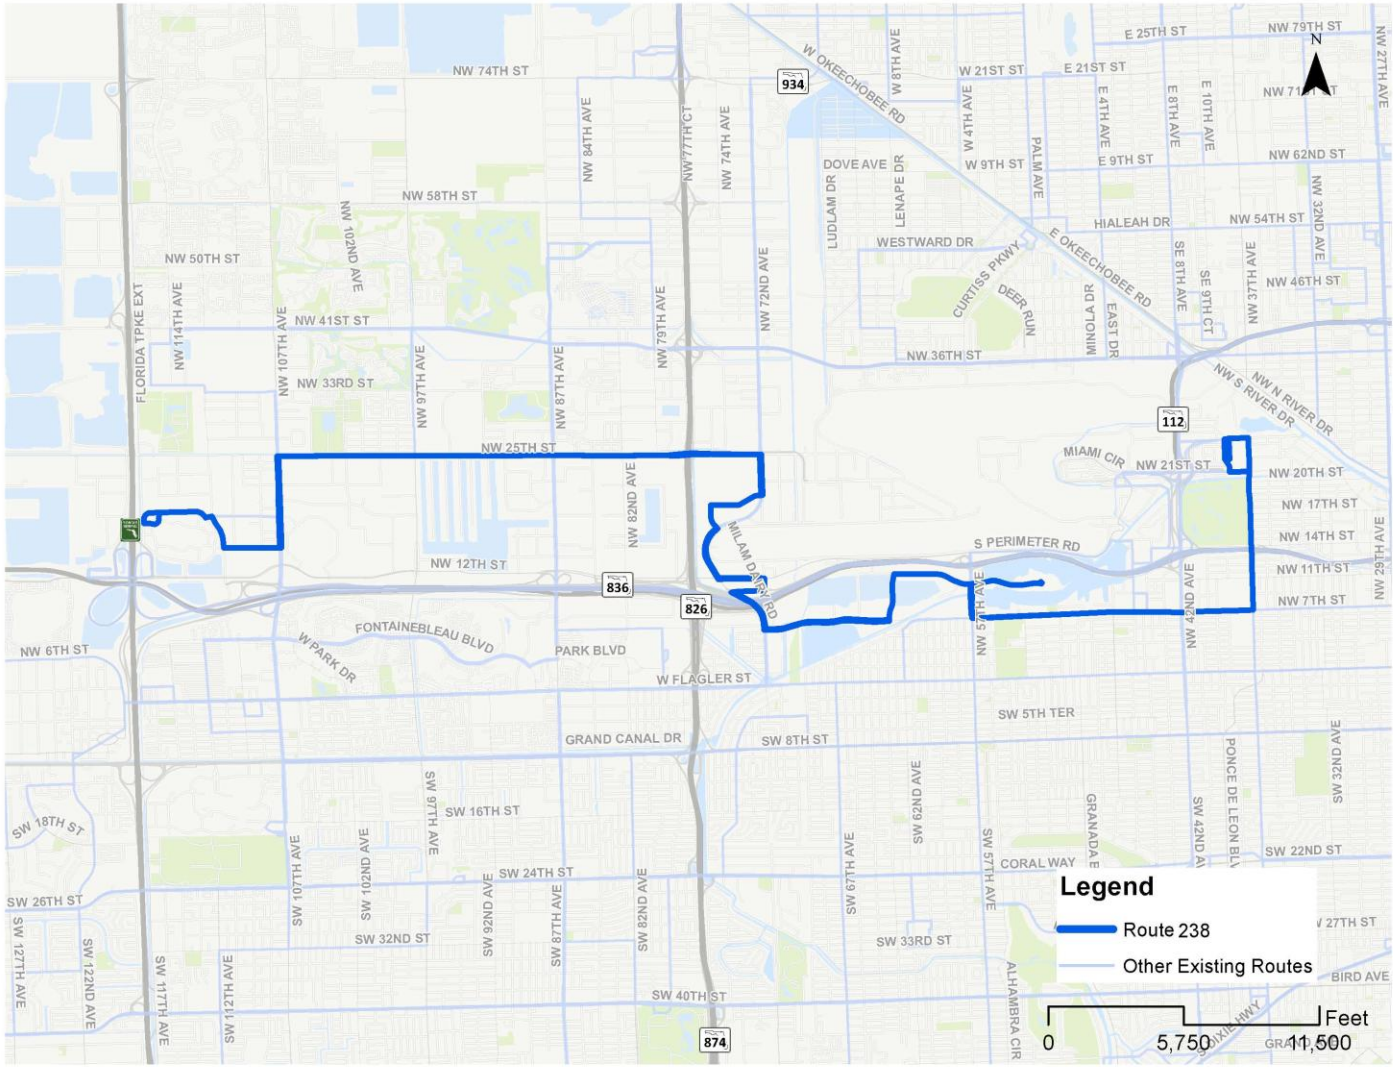 E 25TH ST
NW 79TH ST
N
NW 27TH AVE
W OKEECHOBEE RD
W 8TH AVE
NW 74TH ST
934
W 21ST ST
E 21ST ST
E 4TH AVE
E 8TH AVE
E 10TH AVE
W 4TH AVE
NW 84TH AVE
NW 77TH CT
NW 74TH AVE
PALM AVE
DOVE AVE
LENAPE DR
W 9TH ST
E 9TH ST
NW 62ND ST
NW 58TH ST
LUDLAM DR
NW 32ND AVE
NW 102ND AVE
HIALEAH DR
NW 54TH ST
WESTWARD DR
E OKEECHOBEE RD
NW 50TH ST
CURTISS PKWY
SE 8TH AVE
SE 9TH CT
NW 37TH AVE
NW 46TH ST
FLORIDA TPKE EXT
NW 114TH AVE
NW 107TH AVE
NW 41ST ST
NW 79TH AVE
NW 72ND AVE
DEER RUN
MINOLA DR
EAST DR
NW 36TH ST
NW 33RD ST
NW 97TH AVE
NW 87TH AVE
NW S RIVER DR
NW N RIVER DR
112
NW 25TH ST
MIAMI CIR
NW 21ST ST
NW 20TH ST
NW 82ND AVE
NW 17TH ST
MILAM DAIRY RD
S PERIMETER RD
NW 14TH ST
NW 12TH ST
NW 11TH ST
NW 29TH AVE
836
826
NW 57TH AVE
NW 42ND AVE
NW 7TH ST
FONTAINEBLEAU BLVD
W PARK DR
NW 6TH ST
PARK BLVD
W FLAGLER ST
SW 5TH TER
GRAND CANAL DR
SW 8TH ST
SW 32ND AVE
PONCE DE LEON
SW 97TH AVE
SW 16TH ST
SW 62ND AVE
SW 18TH ST
GRANADA
SW 42ND
SW 107TH AVE
SW 102ND AVE
SW 67TH AVE
SW 57TH AVE
CORAL WAY
SW 22ND ST
SW 24TH ST
SW 26TH ST
Legend
SW 92ND AVE
SW 87TH AVE
SW 82ND AVE
Route 238
27TH ST
SW 127TH AVE
SW 122ND AVE
SW 32ND ST
SW 33RD ST
Other Existing Routes
BIRD AVE
SW 117TH AVE
SW 112TH AVE
ALHAMBRA CIR
SW 40TH ST
Feet
0
5,750
11,500
874
DIXIE HWY